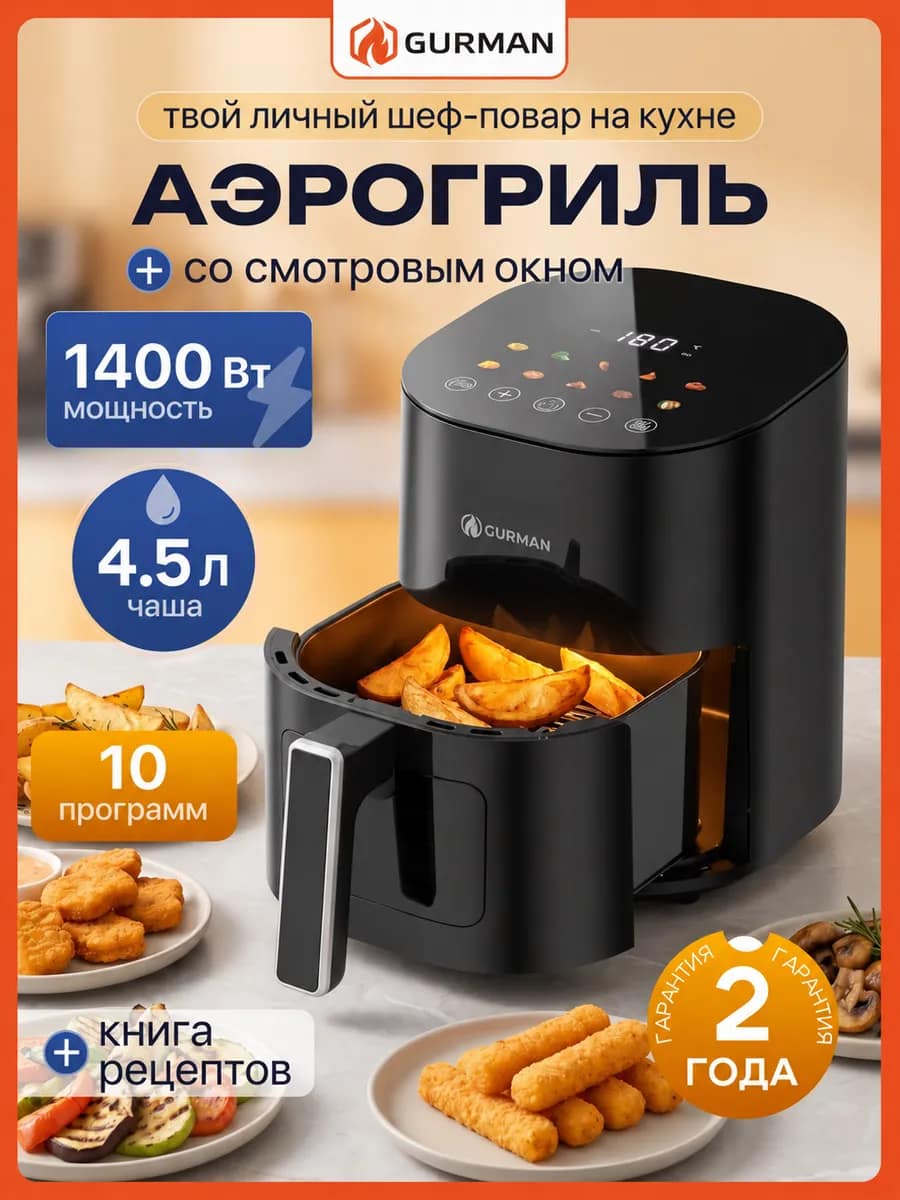 GURMAN
твой личный шеф-повар на кухне
АЭРОГРИЛЬ
+ со смотровым окном
1400 Вт
мощность
180
°C
GURMAN
4.5 л
чаша
10
программ
ГАРАНТИЯ ГАРАНТИЯ
2
ГОДА
+ книга
рецептов